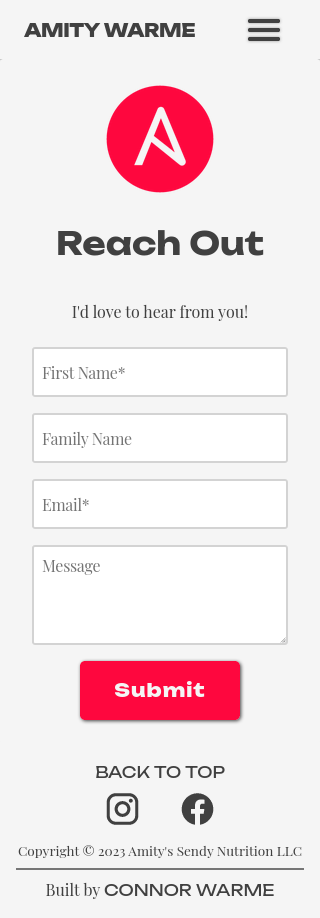 AMITY WARME
Reach Out
I'd love to hear from you!
First Name*
Family Name
Email*
Message
Submit
BACK TO TOP
Copyright © 2023 Amity's Sendy Nutrition LLC
Built by CONNOR WARME